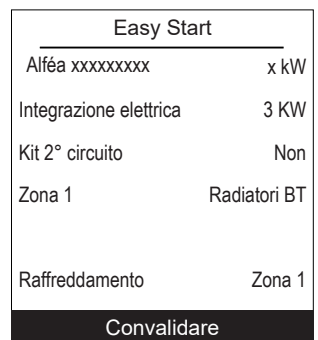 Easy Start
Alféa xxxxxxxxx x kW
Integrazione elettrica 3 KW
Kit 2° circuito Non
Zona 1 Radiatori BT
Raffreddamento Zona 1
Convalidare